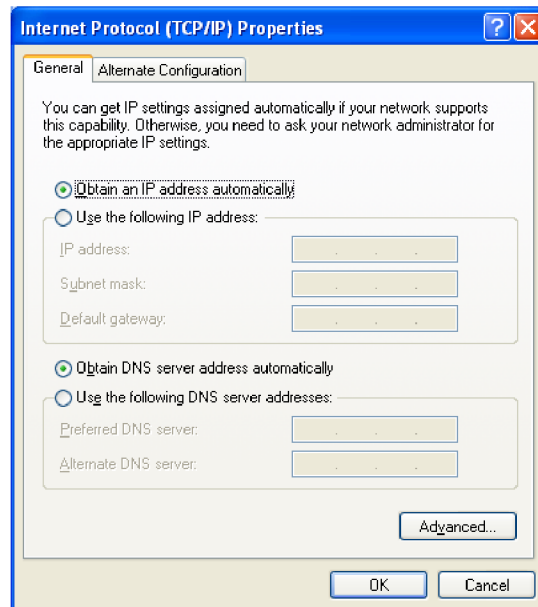 Internet Protocol (TCP/IP) Properties
General
Alternate Configuration
You can get IP settings assigned automatically if your network supports
this capability. Otherwise, you need to ask your network administrator for
the appropriate IP settings.
Obtain an IP address automatically
Use the following IP address:
IP address:
Subnet mask:
Default gateway:
Obtain DNS server address automatically
Use the following DNS server addresses:
Preferred DNS server:
Alternate DNS server:
Advanced...
OK
Cancel